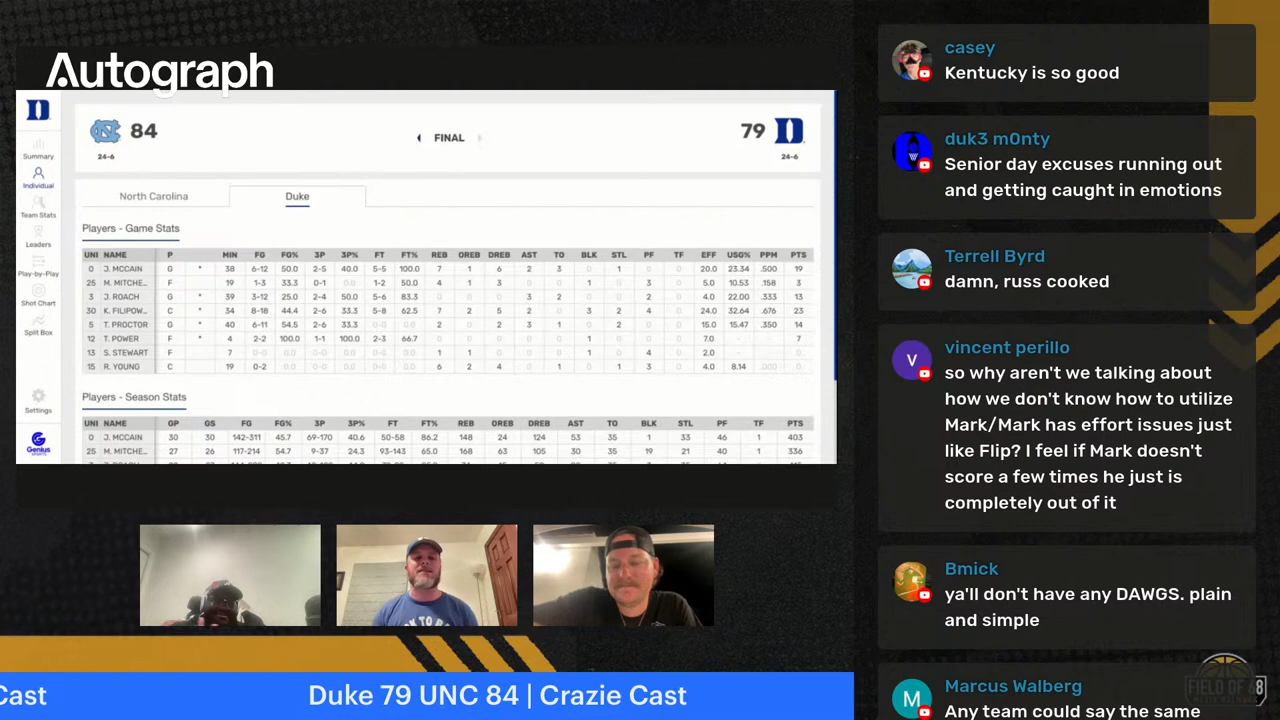 Autograph
84
FINAL
79
24-6
24-6
Summary
Individual
Team Stats
Leaders
Play-by-Play
Shot Chart
Split Box
Settings
Genius
SPORTS
North Carolina
Duke
Players - Game Stats
UNI NAME P MIN FG FG% 3P 3P% FT FT% REB OREB DREB AST TO BLK STL PF TF EFF USG% PPM PTS
0 J. MCCAIN G * 38 6-12 50.0 2-5 40.0 5-5 100.0 7 1 6 2 3 0 1 0 0 20.0 23.34 .500 19
25 M. MITCHE... F 19 1-3 33.3 0-1 0.0 1-2 50.0 4 1 3 0 0 1 0 3 0 5.0 10.53 .158 3
3 J. ROACH G * 39 3-12 25.0 2-4 50.0 5-6 83.3 0 0 0 3 2 0 0 2 0 4.0 22.00 .333 13
30 K. FILIPOW... C * 34 8-18 44.4 2-6 33.3 5-8 62.5 7 2 5 2 0 3 2 4 0 24.0 32.64 .676 23
5 T. PROCTOR G * 40 6-11 54.5 2-6 33.3 0-0 0.0 2 0 2 3 1 0 2 0 0 15.0 15.47 .350 14
12 T. POWER F * 4 2-2 100.0 1-1 100.0 2-3 66.7 1 7.0 - - 7
13 S. STEWART F 7 0-0 0.0 0-0 0.0 0-0 0.0 1 1 0 0 0 1 0 4 0 2.0 - - 0
15 R. YOUNG C 19 0-2 0.0 0-0 0.0 0-0 0.0 6 2 4 0 1 0 1 3 0 4.0 8.14 .000 0
Players - Season Stats
UNI NAME GP GS FG FG% 3P 3P% FT FT% REB OREB DREB AST TO BLK STL PF TF PTS
0 J. MCCAIN 30 30 142-311 45.7 69-170 40.6 50-58 86.2 148 24 124 53 35 1 33 46 1 403
25 M. MITCHE... 27 26 117-214 54.7 9-37 24.3 93-143 65.0 168 63 105 30 35 19 21 40 1 336
Cast
Duke 79 UNC 84 | Crazie Cast
casey
Kentucky is so good
duk3 m0nty
Senior day excuses running out
and getting caught in emotions
Terrell Byrd
damn, russ cooked
vincent perillo
so why aren't we talking about
how we don't know how to utilize
Mark/Mark has effort issues just
like Flip? I feel if Mark doesn't
score a few times he just is
completely out of it
Bmick
ya'll don't have any DAWGS. plain
and simple
Marcus Walberg
Any team could say the same
FIELD OF 68